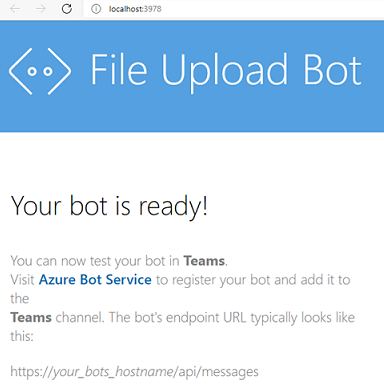 localhost:3978
File Upload Bot
Your bot is ready!
You can now test your bot in Teams.
Visit Azure Bot Service to register your bot and add it to
the
Teams channel. The bot's endpoint URL typically looks like
this:
https://your_bots_hostname/api/messages